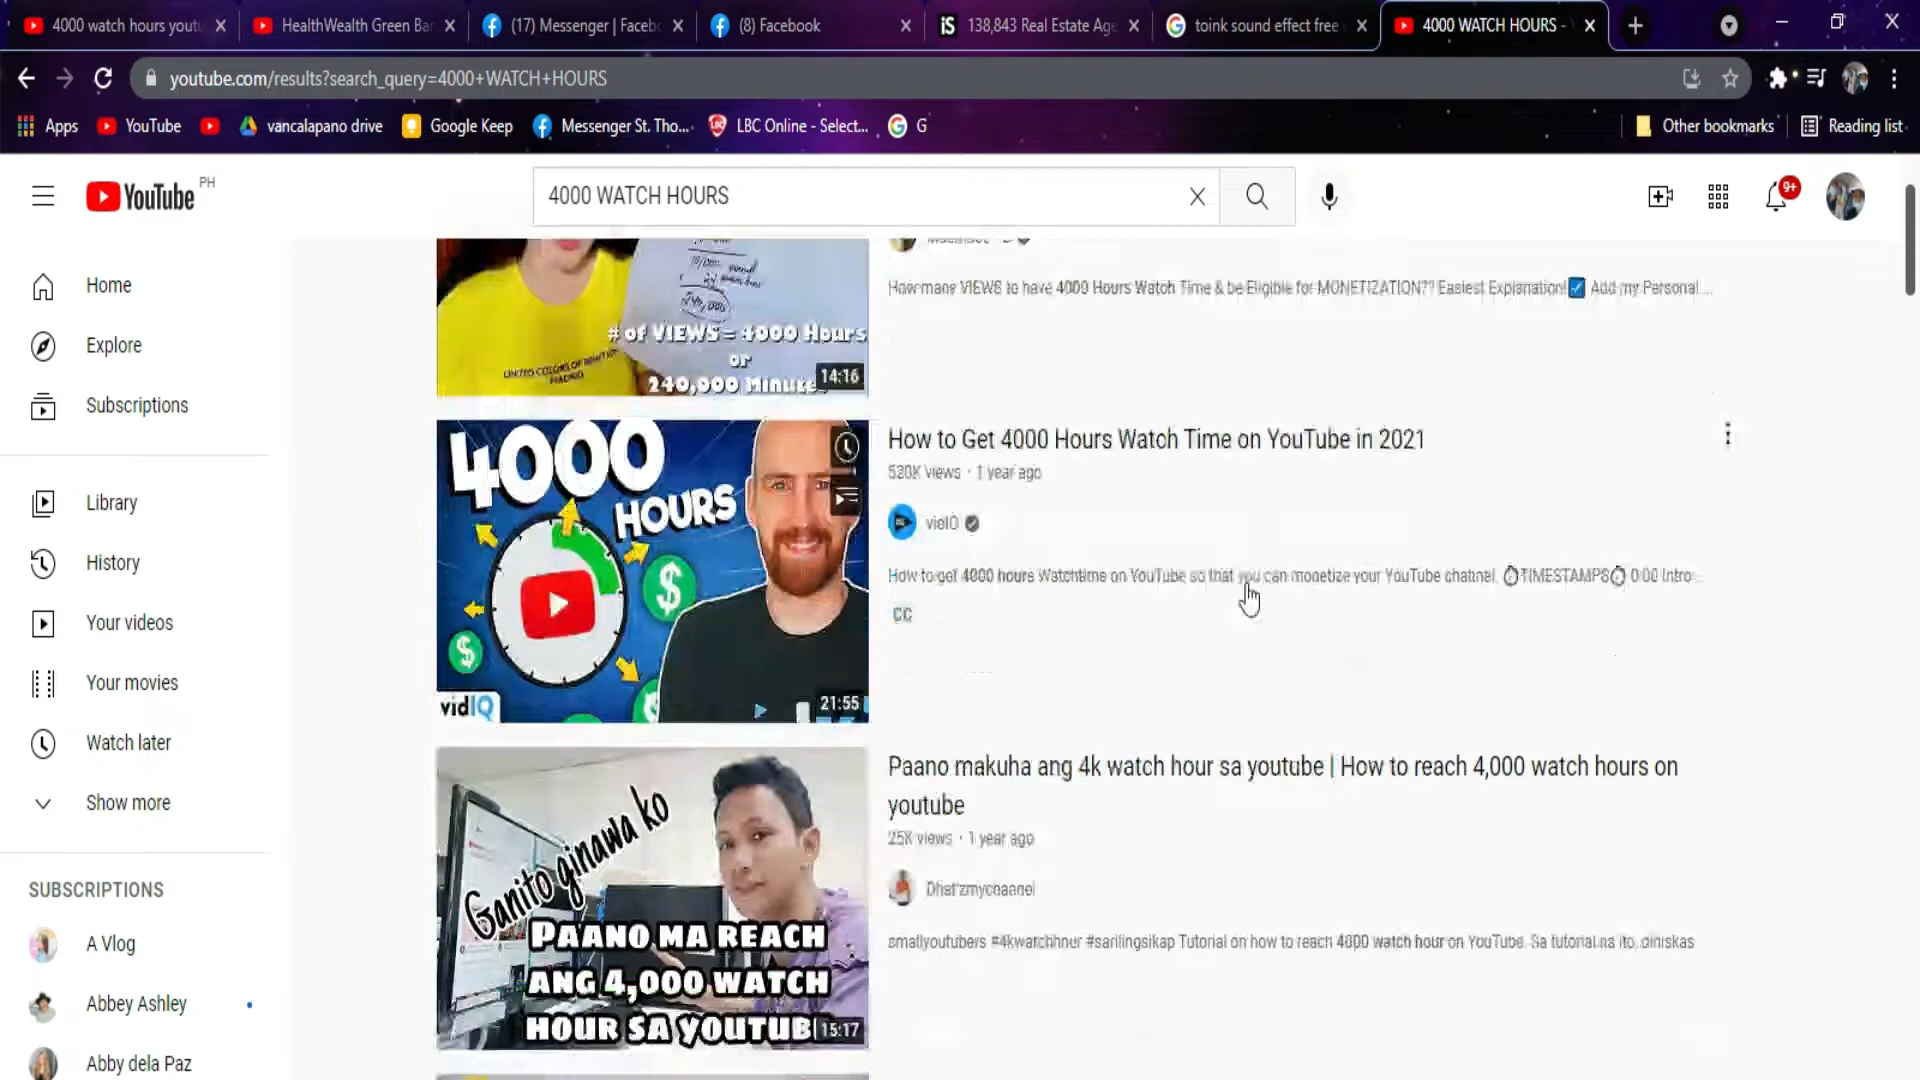 4000 watch hours yout
HealthWealth Green Ba
(17) Messenger | Faceb
(8) Facebook
iS 138,843 Real Estate Age
toink sound effect free
4000 WATCH HOURS -
youtube.com/results?search_query=4000+WATCH+HOURS
Apps
YouTube
vancalapano drive
Google Keep
Messenger St. Tho...
LBC Online - Select...
G
Other bookmarks
Reading list
YouTube PH
4000 WATCH HOURS
9+
Home
Explore
Subscriptions
Library
History
Your videos
Your movies
Watch later
Show more
SUBSCRIPTIONS
A Vlog
Abbey Ashley
Abby dela Paz
# of VIEWS = 4000 Hours
or
240,000 Minute
14:16
How many VIEWS to have 4000 Hours Watch Time & be Eligible for MONETIZATION?? Easiest Explanation! Add my Personal ...
4000
HOURS
$
$
vidIQ
21:55
How to Get 4000 Hours Watch Time on YouTube in 2021
530K views · 1 year ago
vidIQ
How to get 4000 hours Watchtime on YouTube so that you can monetize your YouTube channel. TIMESTAMPS 0:00 Intro ...
CC
Ganito ginawa ko
PAANO MA REACH
ANG 4,000 WATCH
HOUR SA YOUTUB
15:17
Paano makuha ang 4k watch hour sa youtube | How to reach 4,000 watch hours on
youtube
25K views · 1 year ago
Dhat'zmychannel
smallyoutubers #4kwatchhour #sarilingsikap Tutorial on how to reach 4000 watch hour on YouTube. Sa tutorial na ito,